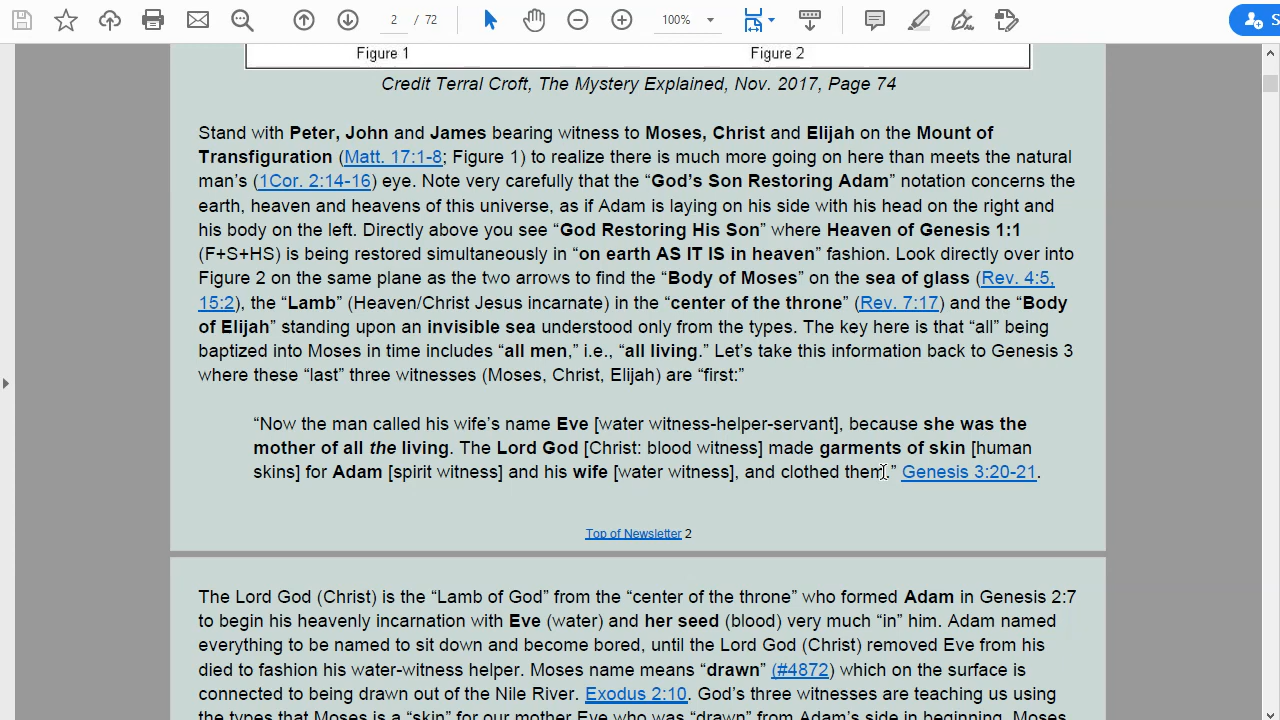 2 / 72
100%
S
Figure 1 Figure 2
Credit Terral Croft, The Mystery Explained, Nov. 2017, Page 74
Stand with Peter, John and James bearing witness to Moses, Christ and Elijah on the Mount of
Transfiguration (Matt. 17:1-8; Figure 1) to realize there is much more going on here than meets the natural
man's (1Cor. 2:14-16) eye. Note very carefully that the “God's Son Restoring Adam” notation concerns the
earth, heaven and heavens of this universe, as if Adam is laying on his side with his head on the right and
his body on the left. Directly above you see “God Restoring His Son” where Heaven of Genesis 1:1
(F+S+HS) is being restored simultaneously in “on earth AS IT IS in heaven” fashion. Look directly over into
Figure 2 on the same plane as the two arrows to find the “Body of Moses” on the sea of glass (Rev. 4:5,
15:2), the “Lamb” (Heaven/Christ Jesus incarnate) in the “center of the throne” (Rev. 7:17) and the “Body
of Elijah” standing upon an invisible sea understood only from the types. The key here is that “all” being
baptized into Moses in time includes “all men,” i.e., “all living.” Let's take this information back to Genesis 3
where these “last” three witnesses (Moses, Christ, Elijah) are “first:”
“Now the man called his wife's name Eve [water witness-helper-servant], because she was the
mother of all the living. The Lord God [Christ: blood witness] made garments of skin [human
skins] for Adam [spirit witness] and his wife [water witness], and clothed them.” Genesis 3:20-21.
Top of Newsletter 2
The Lord God (Christ) is the “Lamb of God” from the “center of the throne” who formed Adam in Genesis 2:7
to begin his heavenly incarnation with Eve (water) and her seed (blood) very much “in” him. Adam named
everything to be named to sit down and become bored, until the Lord God (Christ) removed Eve from his
died to fashion his water-witness helper. Moses name means “drawn” (#4872) which on the surface is
connected to being drawn out of the Nile River. Exodus 2:10. God's three witnesses are teaching us using
the types that Moses is a “skin” for our mother Eve who was “drawn” from Adam's side in beginning. Moses